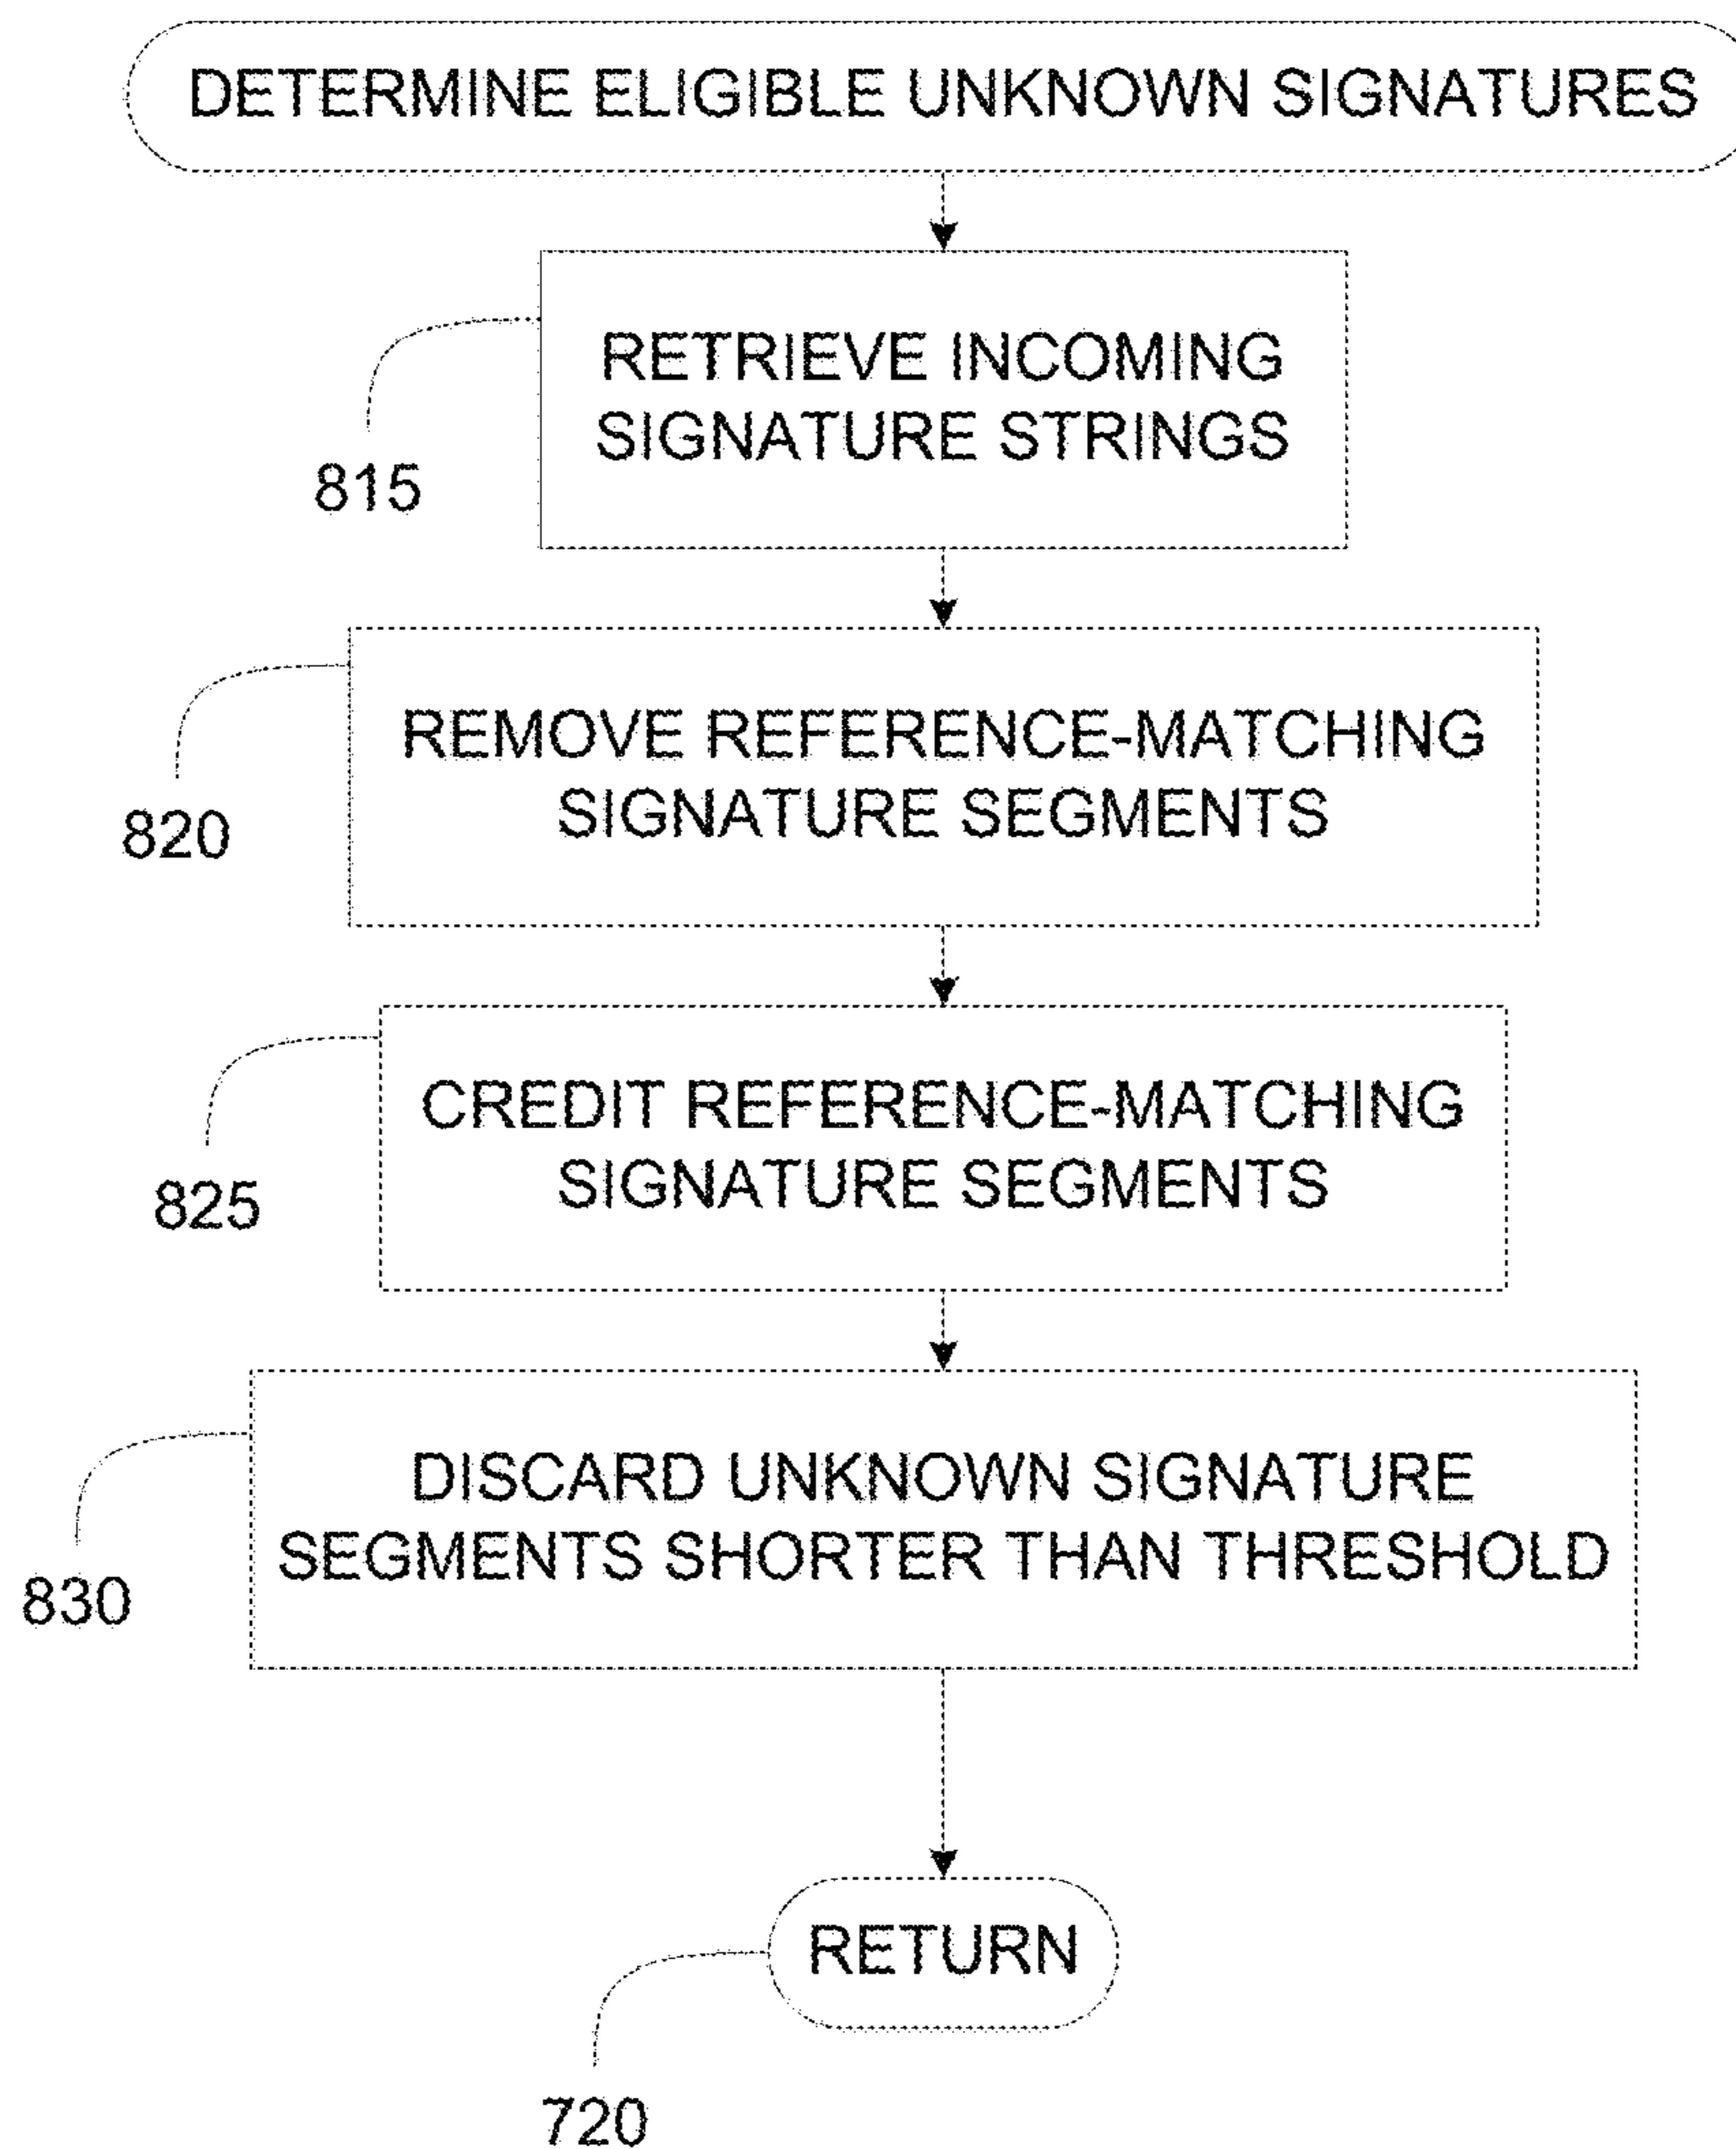 DETERMINE ELIGIBLE UNKNOWN SIGNATURES
RETRIEVE INCOMING
SIGNATURE STRINGS
815
REMOVE REFERENCE-MATCHING
SIGNATURE SEGMENTS
820
CREDIT REFERENCE-MATCHING
SIGNATURE SEGMENTS
825
DISCARD UNKNOWN SIGNATURE
SEGMENTS SHORTER THAN THRESHOLD
830
RETURN
720